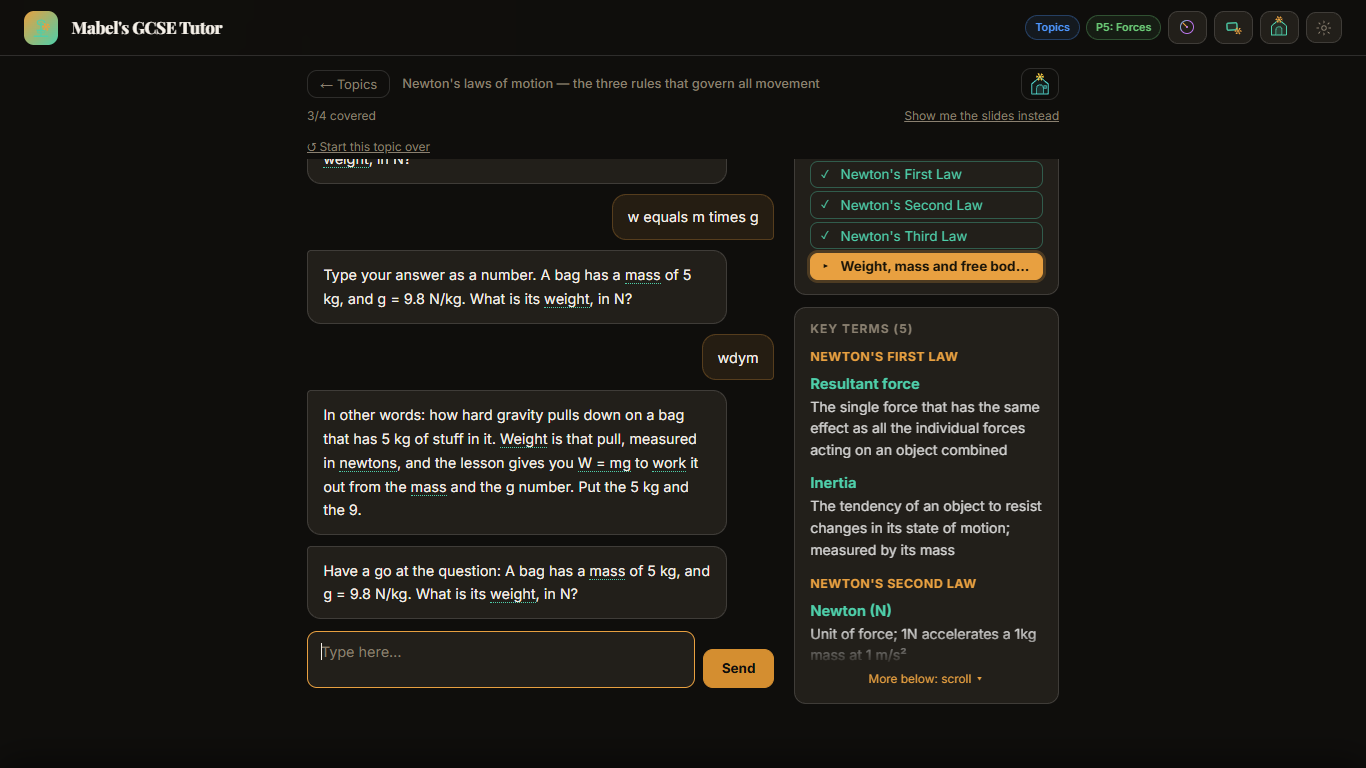 Mabel's GCSE Tutor
Topics
P5: Forces
← Topics
Newton's laws of motion — the three rules that govern all movement
3/4 covered
Show me the slides instead
↺ Start this topic over
weight, in N?
w equals m times g
Type your answer as a number. A bag has a mass of 5
kg, and g = 9.8 N/kg. What is its weight, in N?
wdym
In other words: how hard gravity pulls down on a bag
that has 5 kg of stuff in it. Weight is that pull, measured
in newtons, and the lesson gives you W = mg to work it
out from the mass and the g number. Put the 5 kg and
the 9.
Have a go at the question: A bag has a mass of 5 kg, and
g = 9.8 N/kg. What is its weight, in N?
Type here...
Send
✓ Newton's First Law
✓ Newton's Second Law
✓ Newton's Third Law
▸ Weight, mass and free bod...
KEY TERMS (5)
NEWTON'S FIRST LAW
Resultant force
The single force that has the same
effect as all the individual forces
acting on an object combined
Inertia
The tendency of an object to resist
changes in its state of motion;
measured by its mass
NEWTON'S SECOND LAW
Newton (N)
Unit of force; 1N accelerates a 1kg
mass at 1 m/s²
More below: scroll ▾